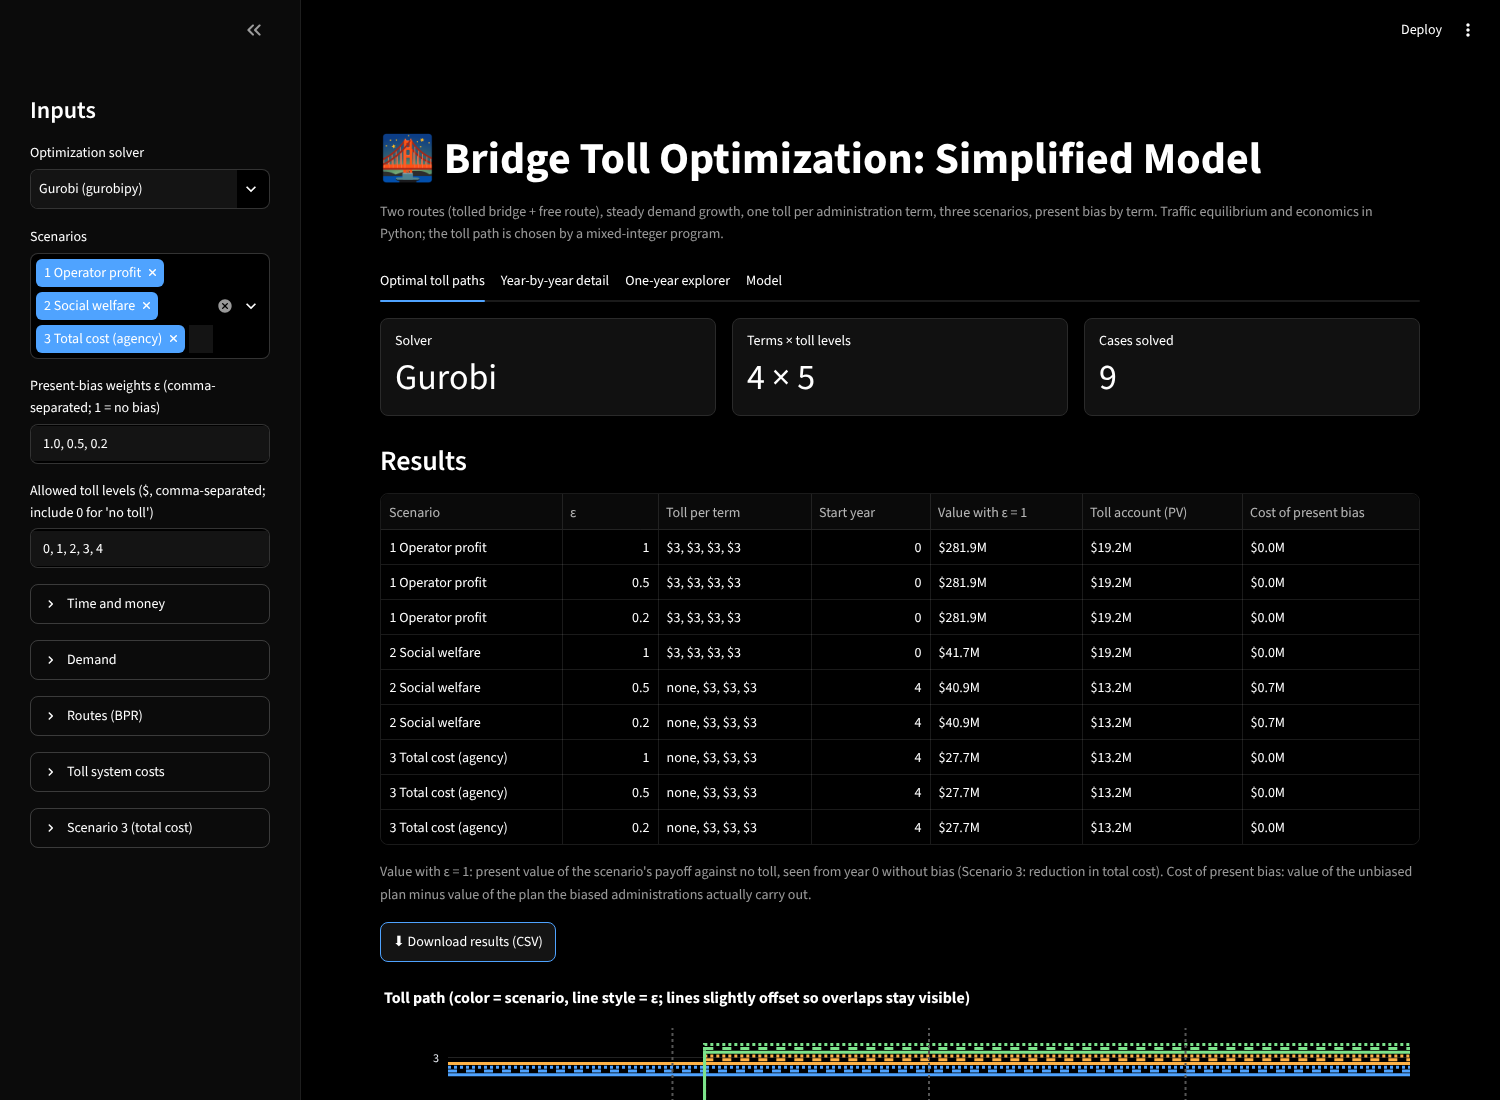 Deploy
Inputs
Optimization solver
Gurobi (gurobipy)
Scenarios
1 Operator profit
2 Social welfare
3 Total cost (agency)
Present-bias weights ε (comma-
separated; 1 = no bias)
1.0, 0.5, 0.2
Allowed toll levels ($, comma-separated;
include 0 for 'no toll')
0, 1, 2, 3, 4
Time and money
Demand
Routes (BPR)
Toll system costs
Scenario 3 (total cost)
Bridge Toll Optimization: Simplified Model
Two routes (tolled bridge + free route), steady demand growth, one toll per administration term, three scenarios, present bias by term. Traffic equilibrium and economics in
Python; the toll path is chosen by a mixed-integer program.
Optimal toll paths Year-by-year detail One-year explorer Model
Solver
Gurobi
Terms × toll levels
4 × 5
Cases solved
9
Results
Scenario ε Toll per term Start year Value with ε = 1 Toll account (PV) Cost of present bias
1 Operator profit 1 $3, $3, $3, $3 0 $281.9M $19.2M $0.0M
1 Operator profit 0.5 $3, $3, $3, $3 0 $281.9M $19.2M $0.0M
1 Operator profit 0.2 $3, $3, $3, $3 0 $281.9M $19.2M $0.0M
2 Social welfare 1 $3, $3, $3, $3 0 $41.7M $19.2M $0.0M
2 Social welfare 0.5 none, $3, $3, $3 4 $40.9M $13.2M $0.7M
2 Social welfare 0.2 none, $3, $3, $3 4 $40.9M $13.2M $0.7M
3 Total cost (agency) 1 none, $3, $3, $3 4 $27.7M $13.2M $0.0M
3 Total cost (agency) 0.5 none, $3, $3, $3 4 $27.7M $13.2M $0.0M
3 Total cost (agency) 0.2 none, $3, $3, $3 4 $27.7M $13.2M $0.0M
Value with ε = 1: present value of the scenario's payoff against no toll, seen from year 0 without bias (Scenario 3: reduction in total cost). Cost of present bias: value of the unbiased
plan minus value of the plan the biased administrations actually carry out.
⬇ Download results (CSV)
Toll path (color = scenario, line style = ε; lines slightly offset so overlaps stay visible)
3